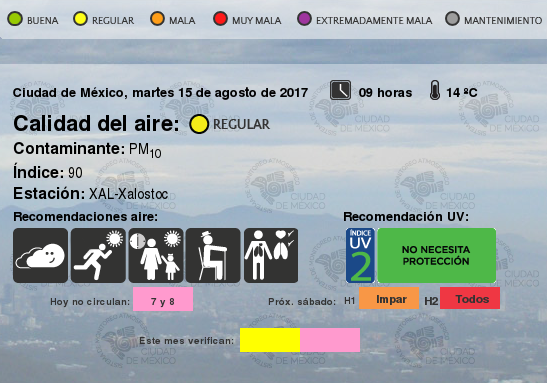 BUENA REGULAR MALA MUY MALA EXTREMADAMENTE MALA MANTENIMIENTO
Ciudad de México, martes 15 de agosto de 2017 09 horas 14 ºC
Calidad del aire: REGULAR
Contaminante: PM10
Índice: 90
Estación: XAL-Xalostoc
Recomendaciones aire: Recomendación UV:
ÍNDICE
UV
2
NO NECESITA
PROTECCIÓN
Hoy no circulan: 7 y 8 Próx. sábado: H1 Impar H2 Todos
Este mes verifican:
CIUDAD
DE MÉXICO